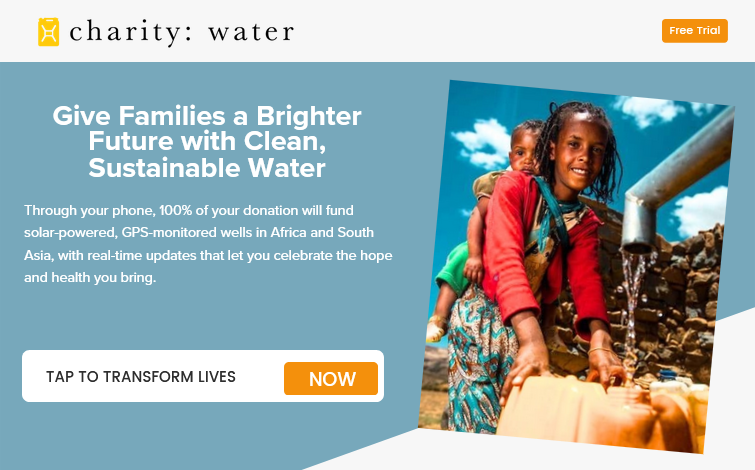 charity: water
Free Trial
Give Families a Brighter
Future with Clean,
Sustainable Water
Through your phone, 100% of your donation will fund
solar-powered, GPS-monitored wells in Africa and South
Asia, with real-time updates that let you celebrate the hope
and health you bring.
TAP TO TRANSFORM LIVES
NOW